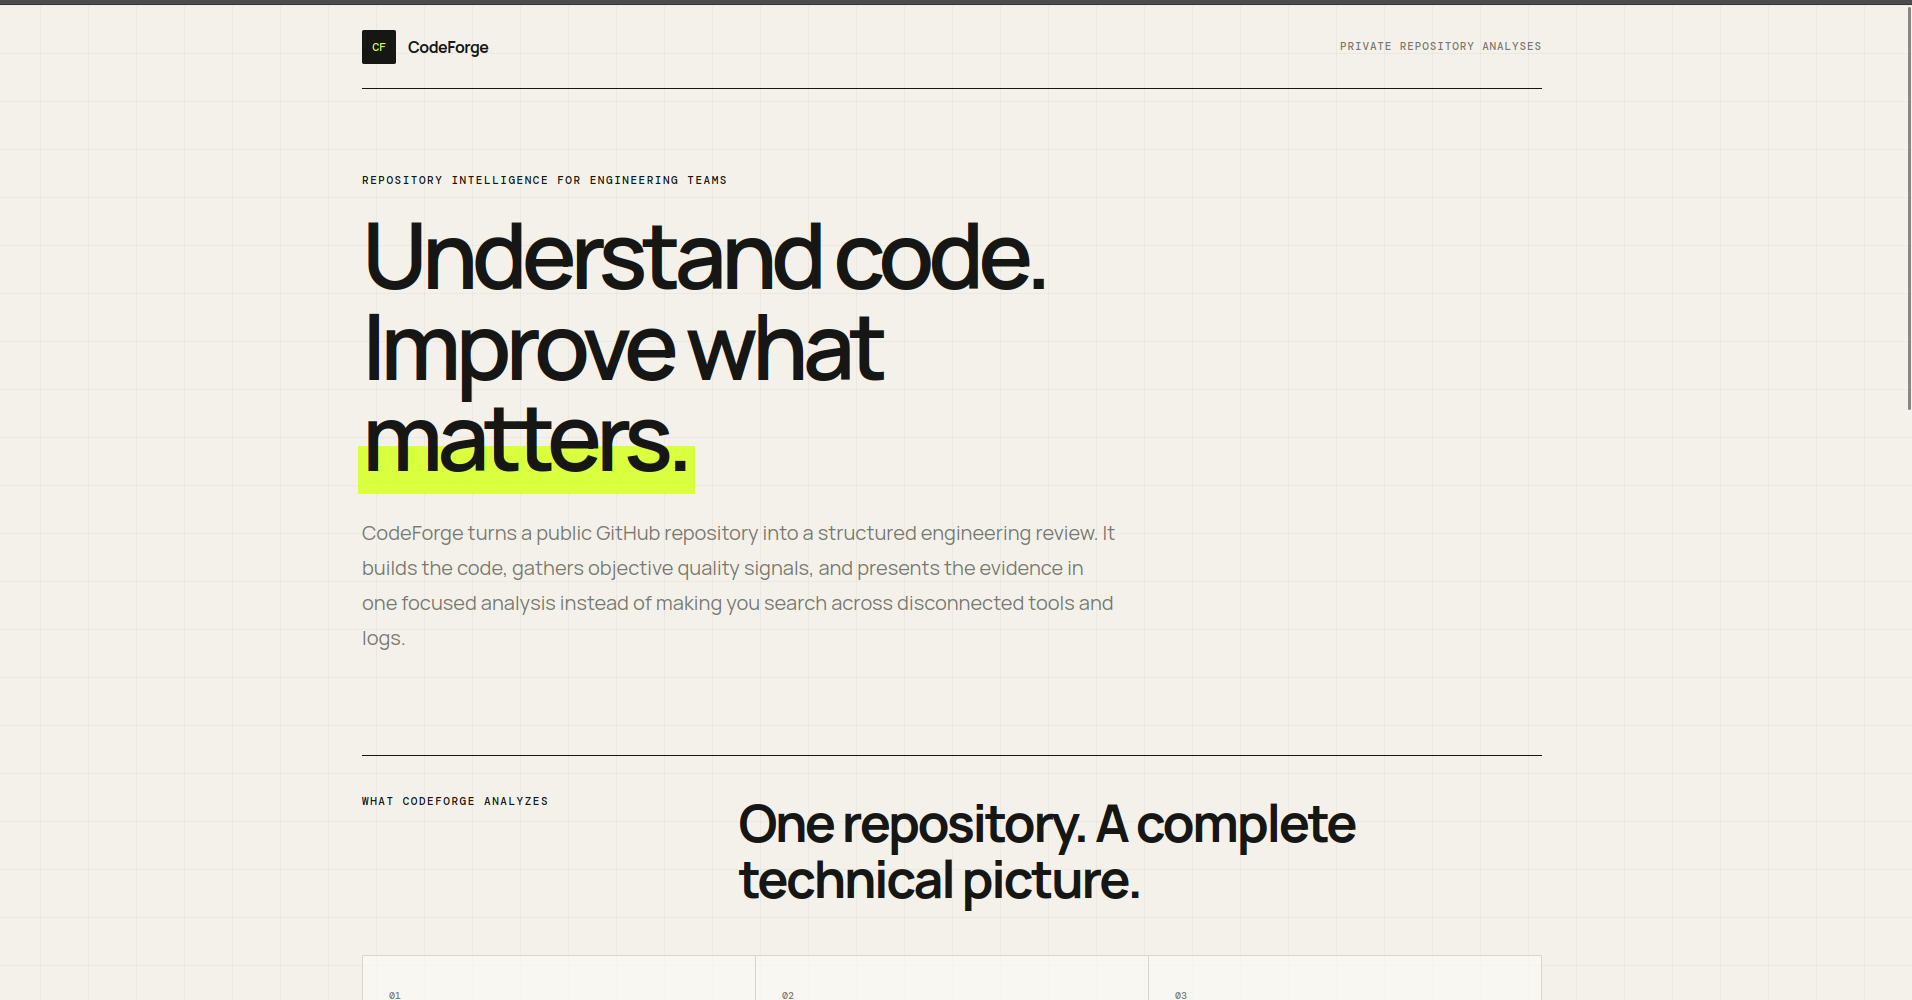 CF CodeForge
PRIVATE REPOSITORY ANALYSES
REPOSITORY INTELLIGENCE FOR ENGINEERING TEAMS
Understand code.
Improve what
matters.
CodeForge turns a public GitHub repository into a structured engineering review. It
builds the code, gathers objective quality signals, and presents the evidence in
one focused analysis instead of making you search across disconnected tools and
logs.
WHAT CODEFORGE ANALYZES
One repository. A complete
technical picture.
01
02
03